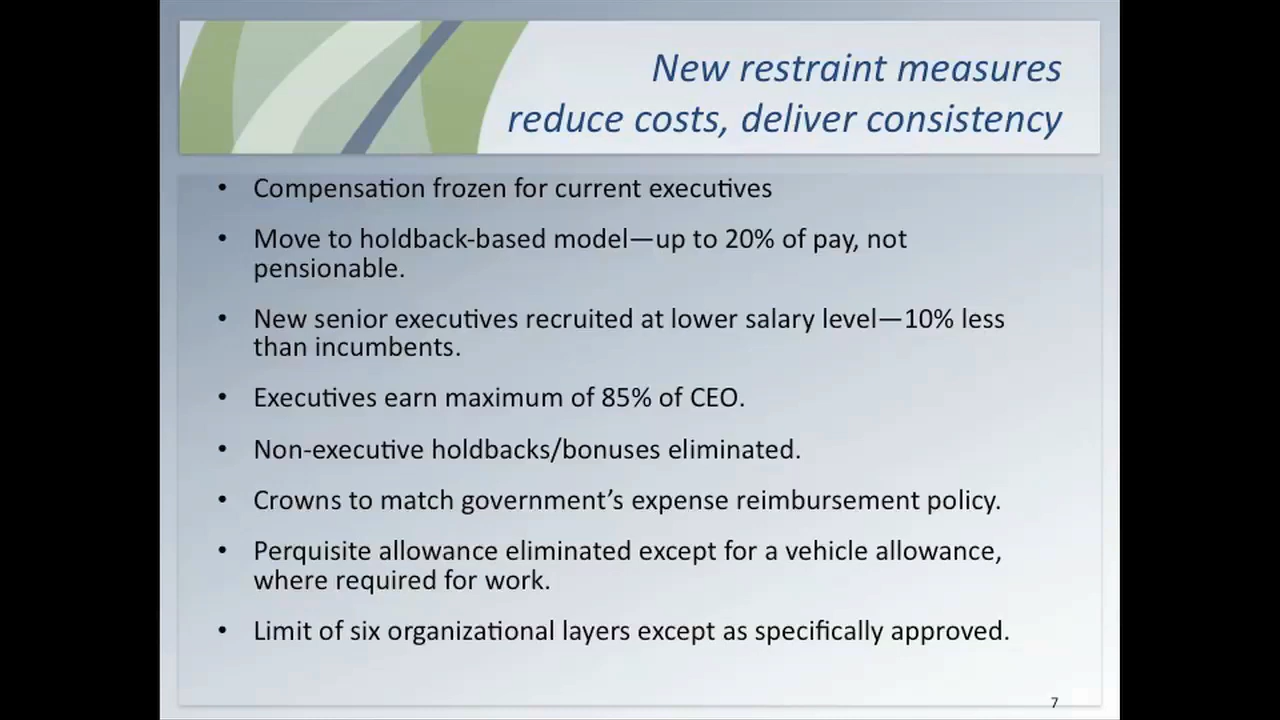 New restraint measures
reduce costs, deliver consistency
• Compensation frozen for current executives
• Move to holdback-based model—up to 20% of pay, not
pensionable.
• New senior executives recruited at lower salary level—10% less
than incumbents.
• Executives earn maximum of 85% of CEO.
• Non-executive holdbacks/bonuses eliminated.
• Crowns to match government’s expense reimbursement policy.
• Perquisite allowance eliminated except for a vehicle allowance,
where required for work.
• Limit of six organizational layers except as specifically approved.
7